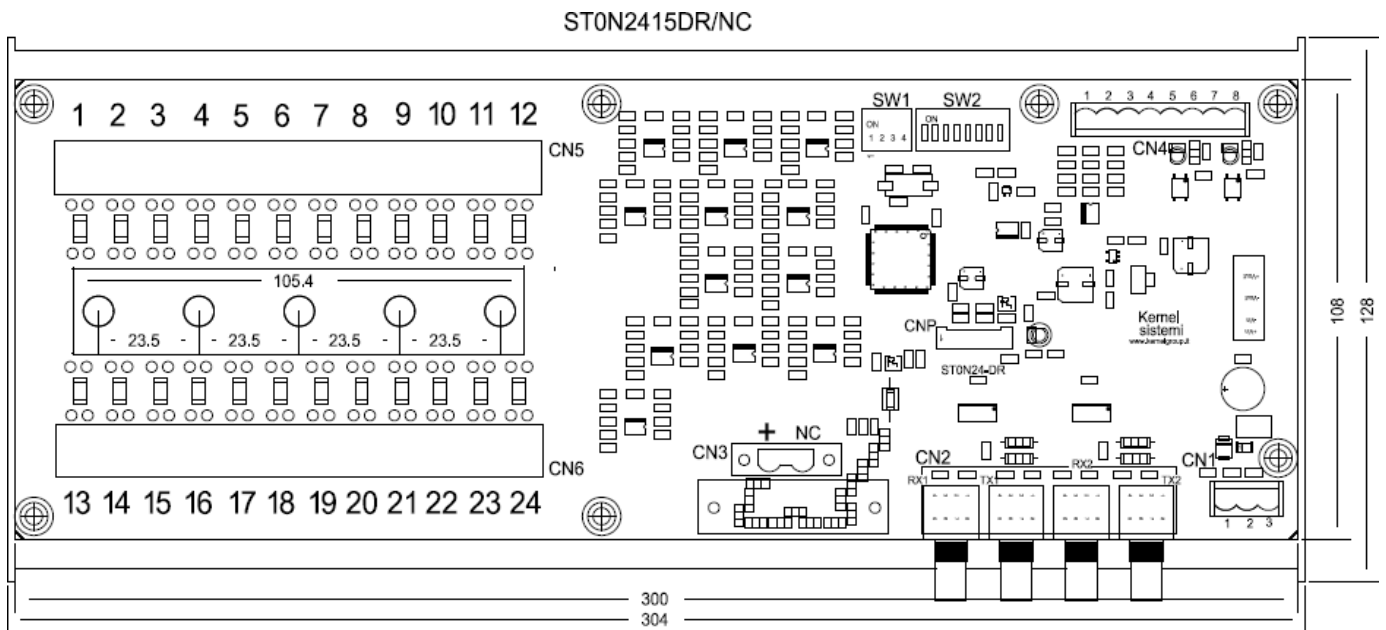 ST0N2415DR/NC
1 2 3 4 5 6 7 8 9 10 11 12
CN5
SW1 SW2
ON
1 2 3 4
ON
1 2 3 4 5 6 7 8
CN4
105.4
- 23.5 - - 23.5 - - 23.5 - - 23.5 -
CNP
Kernel
sistemi
www.kernelgroup.it
ST0N24-DR
108
128
CN6
13 14 15 16 17 18 19 20 21 22 23 24
CN3
+ NC
CN2
RX1 TX1 RX2 TX2
CN1
1 2 3
300
304